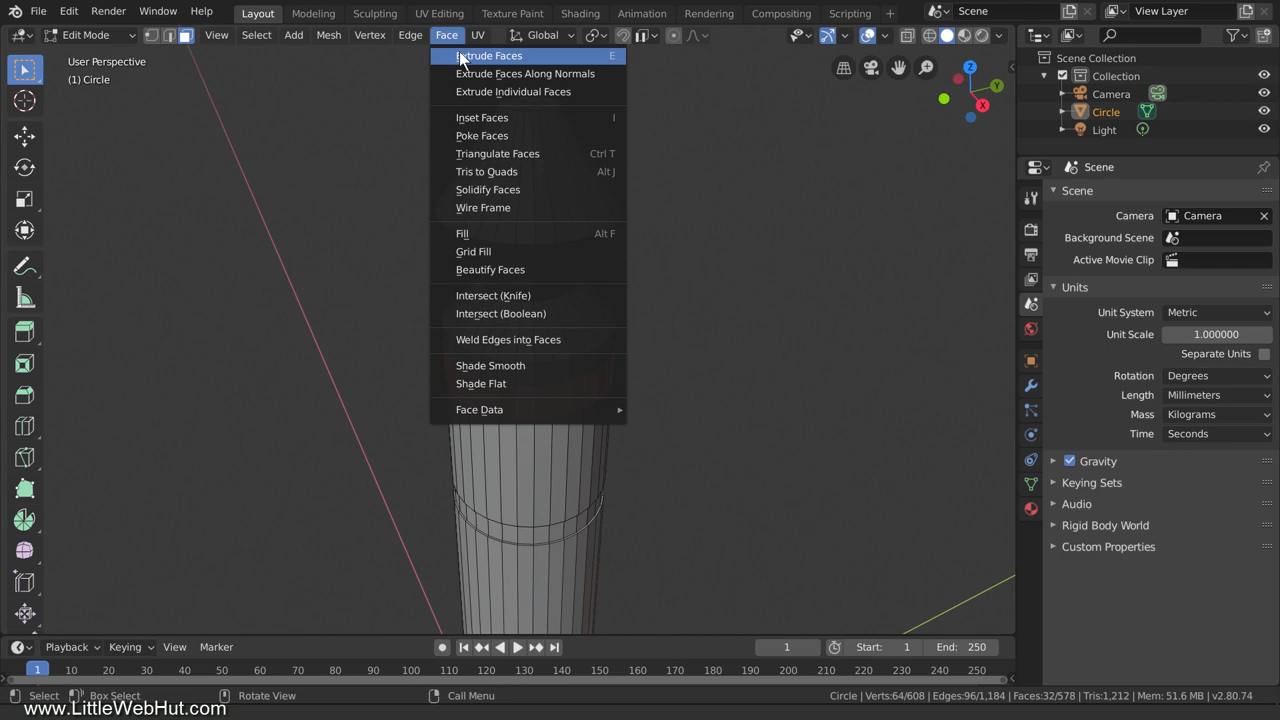 File Edit Render Window Help Layout Modeling Sculpting UV Editing Texture Paint Shading Animation Rendering Compositing Scripting Scene View Layer
Edit Mode View Select Add Mesh Vertex Edge Face UV Global
User Perspective
(1) Circle
Extrude Faces E
Extrude Faces Along Normals
Extrude Individual Faces
Inset Faces I
Poke Faces
Triangulate Faces Ctrl T
Tris to Quads Alt J
Solidify Faces
Wire Frame
Fill Alt F
Grid Fill
Beautify Faces
Intersect (Knife)
Intersect (Boolean)
Weld Edges into Faces
Shade Smooth
Shade Flat
Face Data
Z
Y
X
Scene Collection
Collection
Camera
Circle
Light
Scene
Scene
Camera Camera
Background Scene
Active Movie Clip
Units
Unit System Metric
Unit Scale 1.000000
Separate Units
Rotation Degrees
Length Millimeters
Mass Kilograms
Time Seconds
Gravity
Keying Sets
Audio
Rigid Body World
Custom Properties
Playback Keying View Marker 1 Start: 1 End: 250
1 10 20 30 40 50 60 70 80 90 100 110 120 130 140 150 160 170 180 190 200 210 220 230 240 250
Select Box Select Rotate View Call Menu Circle | Verts:64/608 | Edges:96/1,184 | Faces:32/578 | Tris:1,212 | Mem: 51.6 MB | v2.80.74
www.LittleWebHut.com